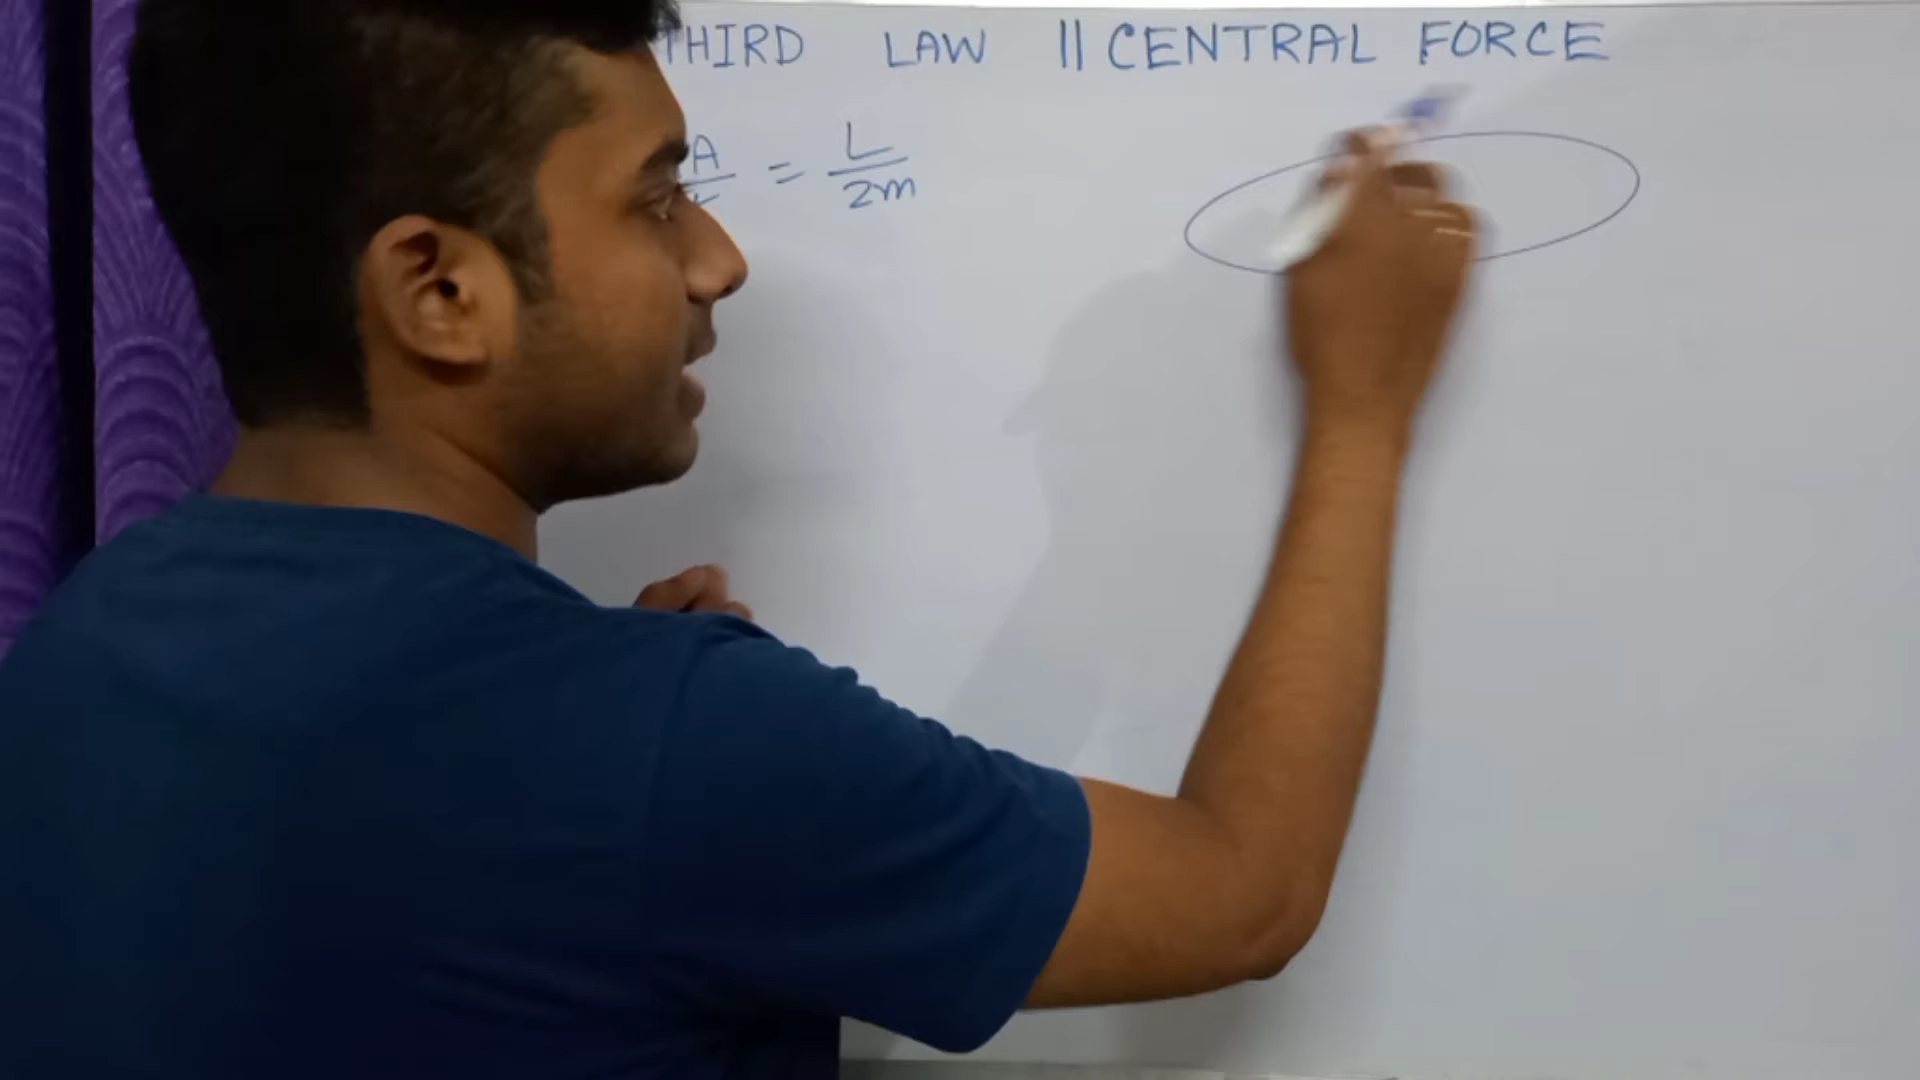 THIRD LAW || CENTRAL FORCE
A = L
2m